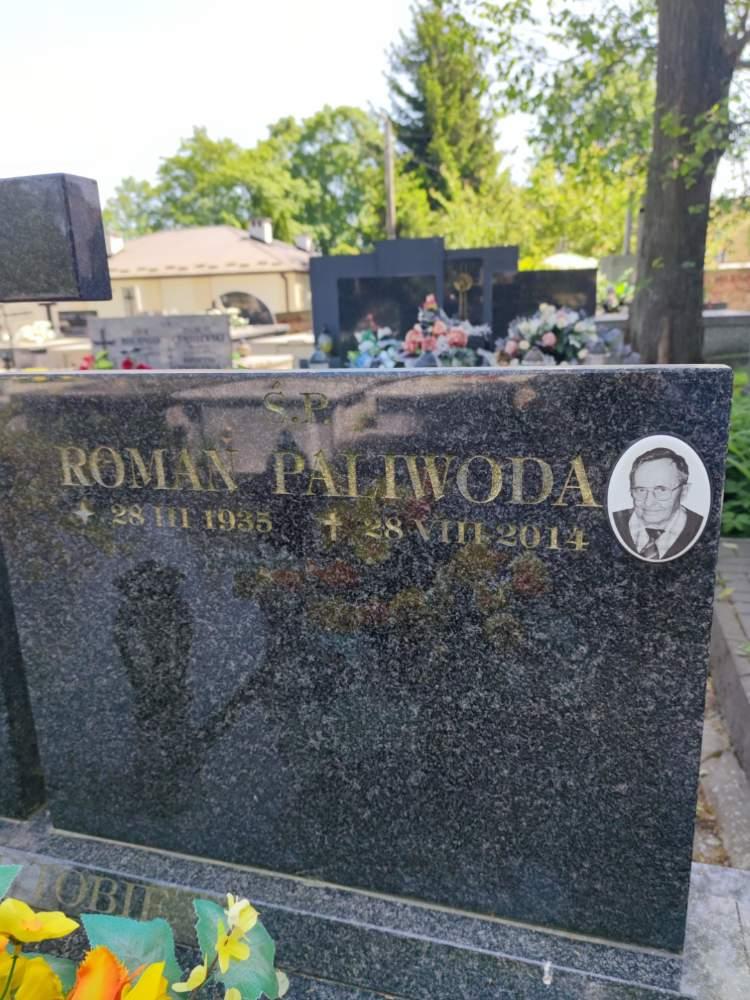 Ś.P.
ROMAN PALIWODA
28 III 1935 28 VIII 2014